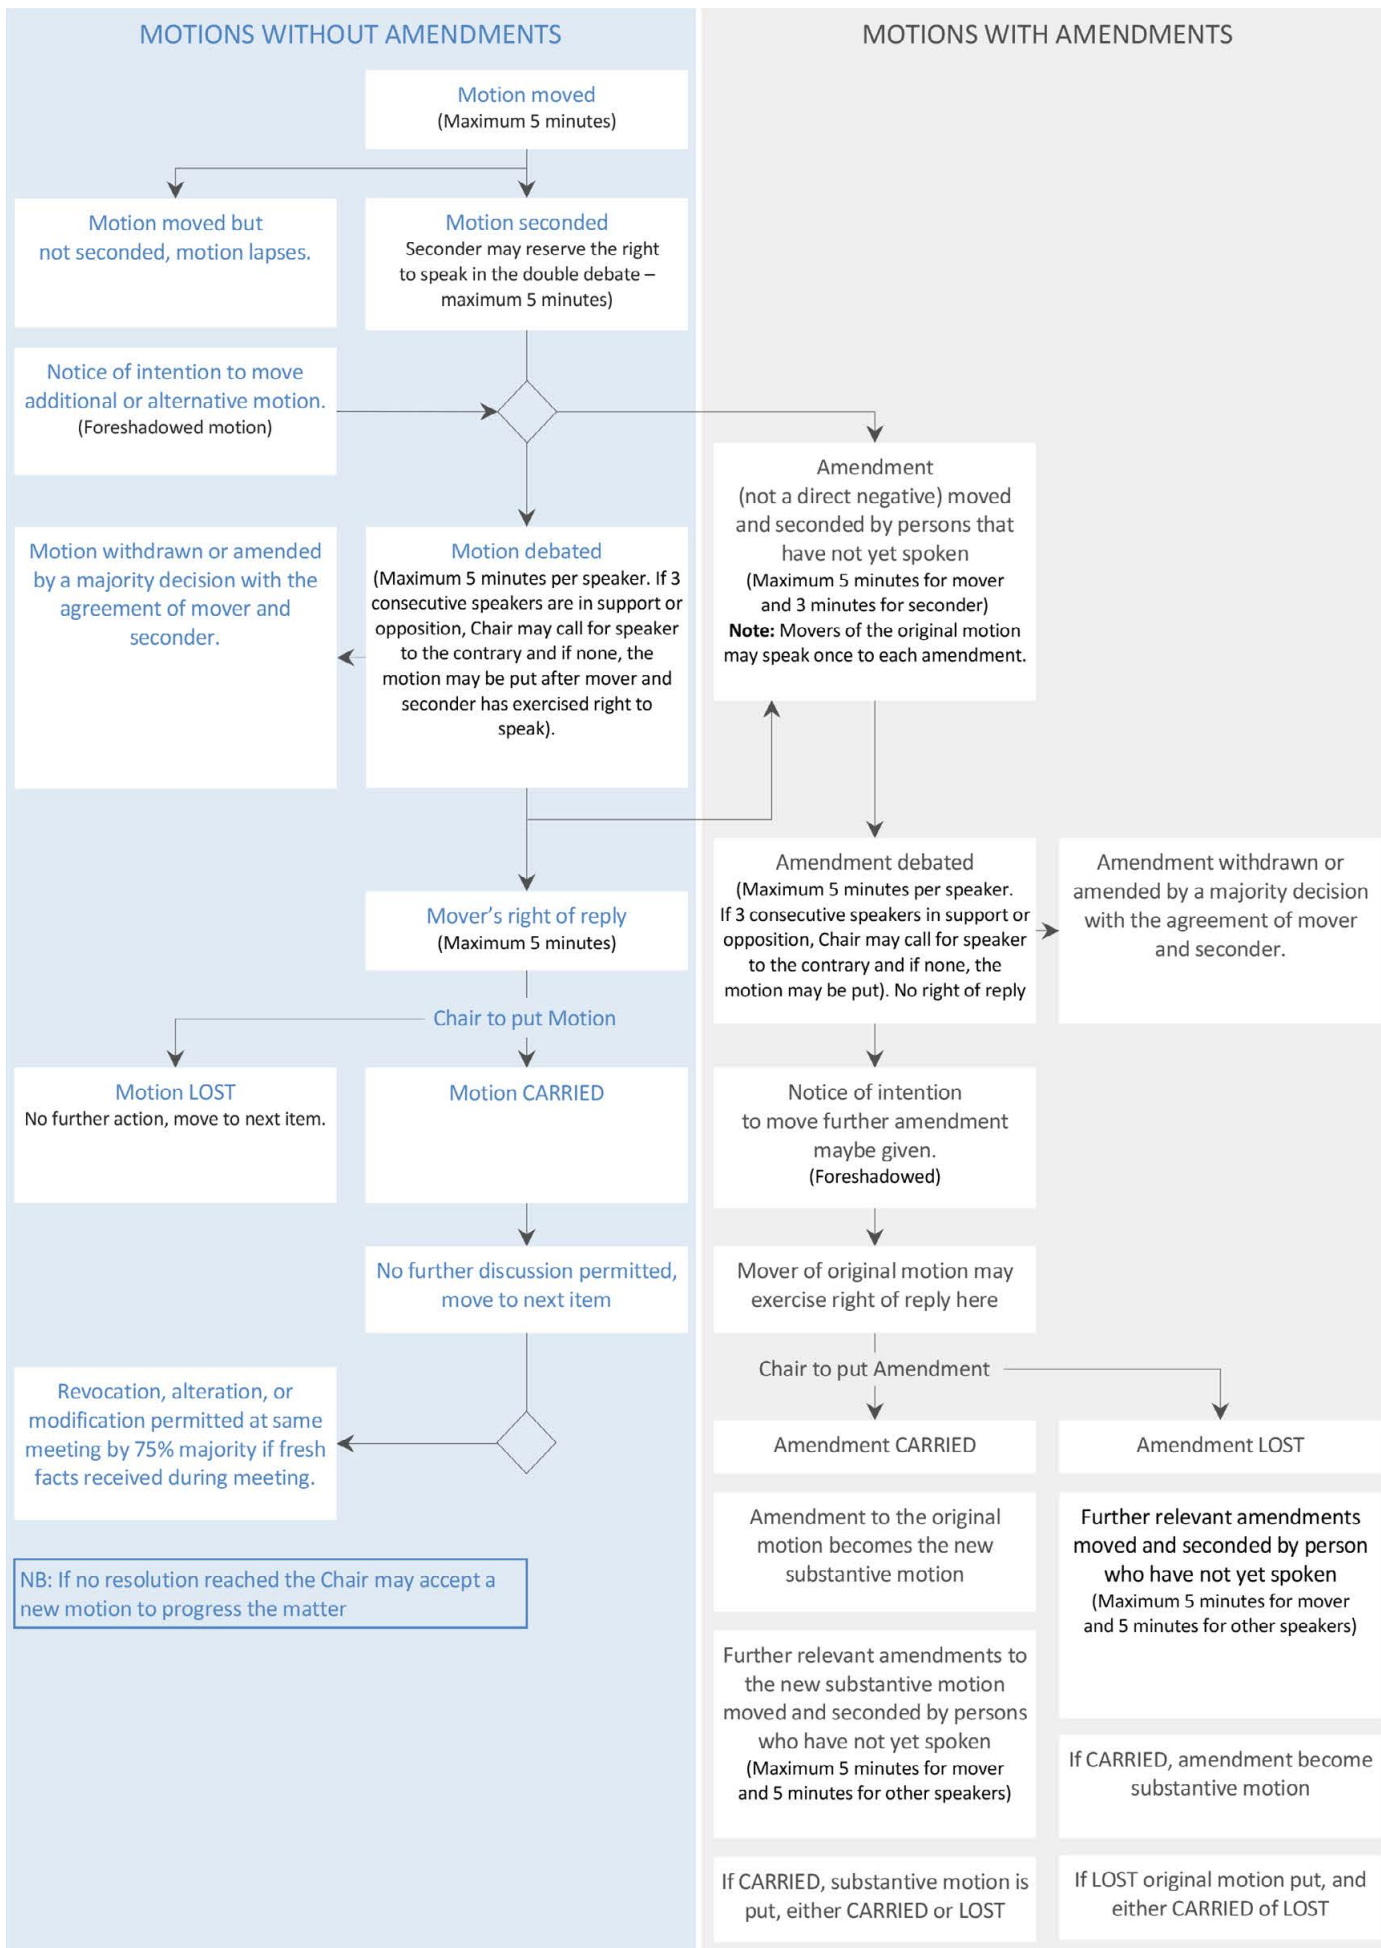 MOTIONS WITHOUT AMENDMENTS
Motion moved
(Maximum 5 minutes)
Motion moved but
not seconded, motion lapses.
Motion seconded
Seconder may reserve the right
to speak in the double debate –
maximum 5 minutes)
Notice of intention to move
additional or alternative motion.
(Foreshadowed motion)
Motion withdrawn or amended
by a majority decision with the
agreement of mover and
seconder.
Motion debated
(Maximum 5 minutes per speaker. If 3
consecutive speakers are in support or
opposition, Chair may call for speaker
to the contrary and if none, the
motion may be put after mover and
seconder has exercised right to
speak).
Mover’s right of reply
(Maximum 5 minutes)
Chair to put Motion
Motion LOST
No further action, move to next item.
Motion CARRIED
No further discussion permitted,
move to next item
Revocation, alteration, or
modification permitted at same
meeting by 75% majority if fresh
facts received during meeting.
NB: If no resolution reached the Chair may accept a
new motion to progress the matter
MOTIONS WITH AMENDMENTS
Amendment
(not a direct negative) moved
and seconded by persons that
have not yet spoken
(Maximum 5 minutes for mover
and 3 minutes for seconder)
Note: Movers of the original motion
may speak once to each amendment.
Amendment debated
(Maximum 5 minutes per speaker.
If 3 consecutive speakers in support or
opposition, Chair may call for speaker
to the contrary and if none, the
motion may be put). No right of reply
Amendment withdrawn or
amended by a majority decision
with the agreement of mover
and seconder.
Notice of intention
to move further amendment
maybe given.
(Foreshadowed)
Mover of original motion may
exercise right of reply here
Chair to put Amendment
Amendment CARRIED
Amendment to the original
motion becomes the new
substantive motion
Further relevant amendments to
the new substantive motion
moved and seconded by persons
who have not yet spoken
(Maximum 5 minutes for mover
and 5 minutes for other speakers)
If CARRIED, substantive motion is
put, either CARRIED or LOST
Amendment LOST
Further relevant amendments
moved and seconded by person
who have not yet spoken
(Maximum 5 minutes for mover
and 5 minutes for other speakers)
If CARRIED, amendment become
substantive motion
If LOST original motion put, and
either CARRIED of LOST